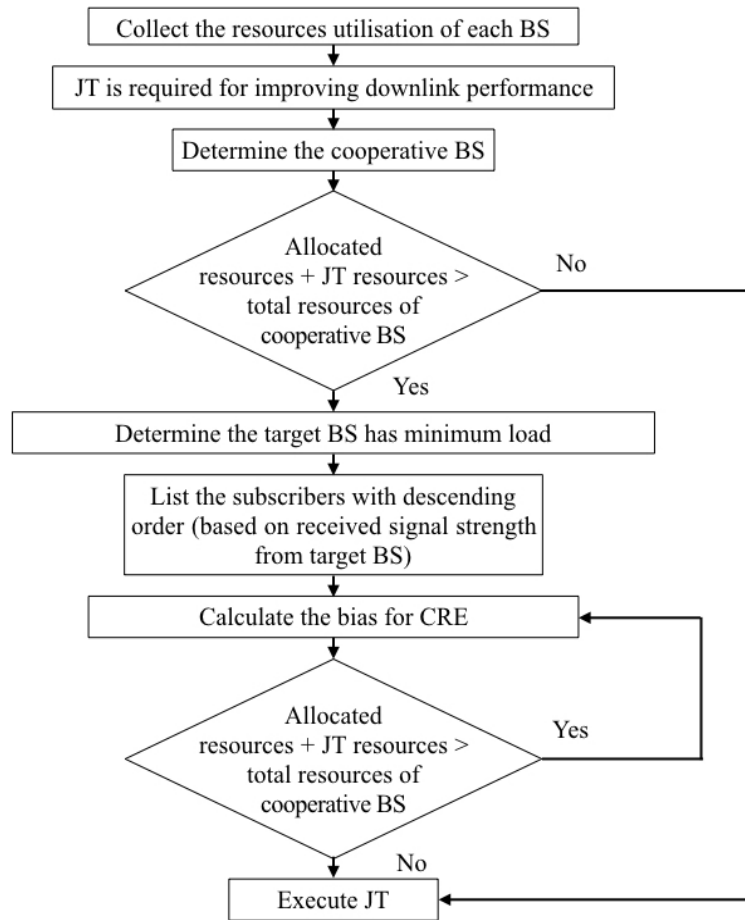 Collect the resources utilisation of each BS
JT is required for improving downlink performance
Determine the cooperative BS
Allocated
resources + JT resources >
total resources of
cooperative BS
No
Yes
Determine the target BS has minimum load
List the subscribers with descending
order (based on received signal strength
from target BS)
Calculate the bias for CRE
Allocated
resources + JT resources >
total resources of
cooperative BS
Yes
No
Execute JT